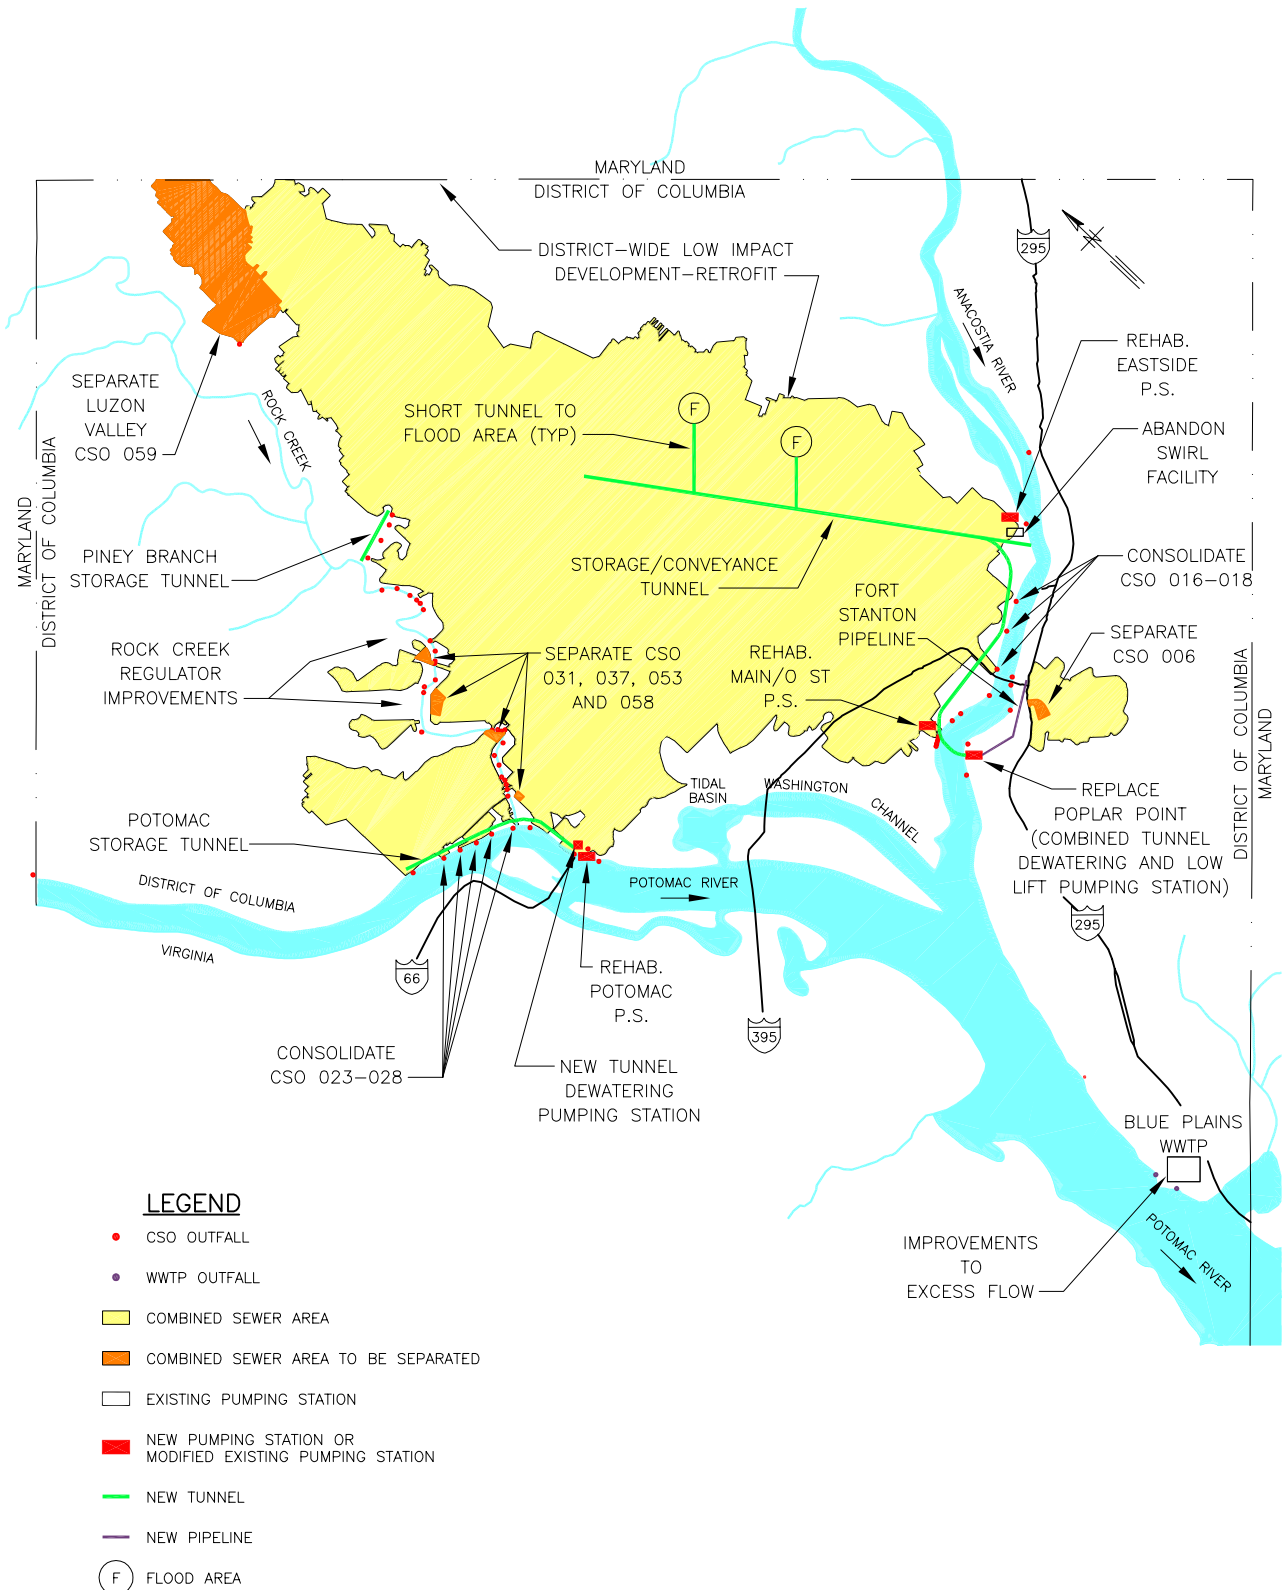 MARYLAND
DISTRICT OF COLUMBIA
DISTRICT-WIDE LOW IMPACT
DEVELOPMENT-RETROFIT
295
N
ANACOSTIA RIVER
REHAB.
EASTSIDE
P.S.
SEPARATE
LUZON
VALLEY
CSO 059
ROCK CREEK
SHORT TUNNEL TO
FLOOD AREA (TYP)
F
F
ABANDON
SWIRL
FACILITY
MARYLAND
DISTRICT OF COLUMBIA
PINEY BRANCH
STORAGE TUNNEL
STORAGE/CONVEYANCE
TUNNEL
CONSOLIDATE
CSO 016-018
FORT
STANTON
PIPELINE
SEPARATE
CSO 006
ROCK CREEK
REGULATOR
IMPROVEMENTS
SEPARATE CSO
031, 037, 053
AND 058
REHAB.
MAIN/O ST
P.S.
DISTRICT OF COLUMBIA
MARYLAND
TIDAL
BASIN
WASHINGTON
CHANNEL
REPLACE
POPLAR POINT
(COMBINED TUNNEL
DEWATERING AND LOW
LIFT PUMPING STATION)
POTOMAC
STORAGE TUNNEL
DISTRICT OF COLUMBIA
VIRGINIA
POTOMAC RIVER
295
66
REHAB.
POTOMAC
P.S.
395
CONSOLIDATE
CSO 023-028
NEW TUNNEL
DEWATERING
PUMPING STATION
BLUE PLAINS
WWTP
IMPROVEMENTS
TO
EXCESS FLOW
POTOMAC RIVER
LEGEND
CSO OUTFALL
WWTP OUTFALL
COMBINED SEWER AREA
COMBINED SEWER AREA TO BE SEPARATED
EXISTING PUMPING STATION
NEW PUMPING STATION OR
MODIFIED EXISTING PUMPING STATION
NEW TUNNEL
NEW PIPELINE
F FLOOD AREA